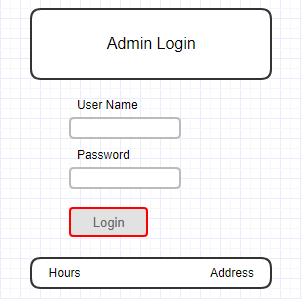 Admin Login
User Name
Password
Login
Hours Address